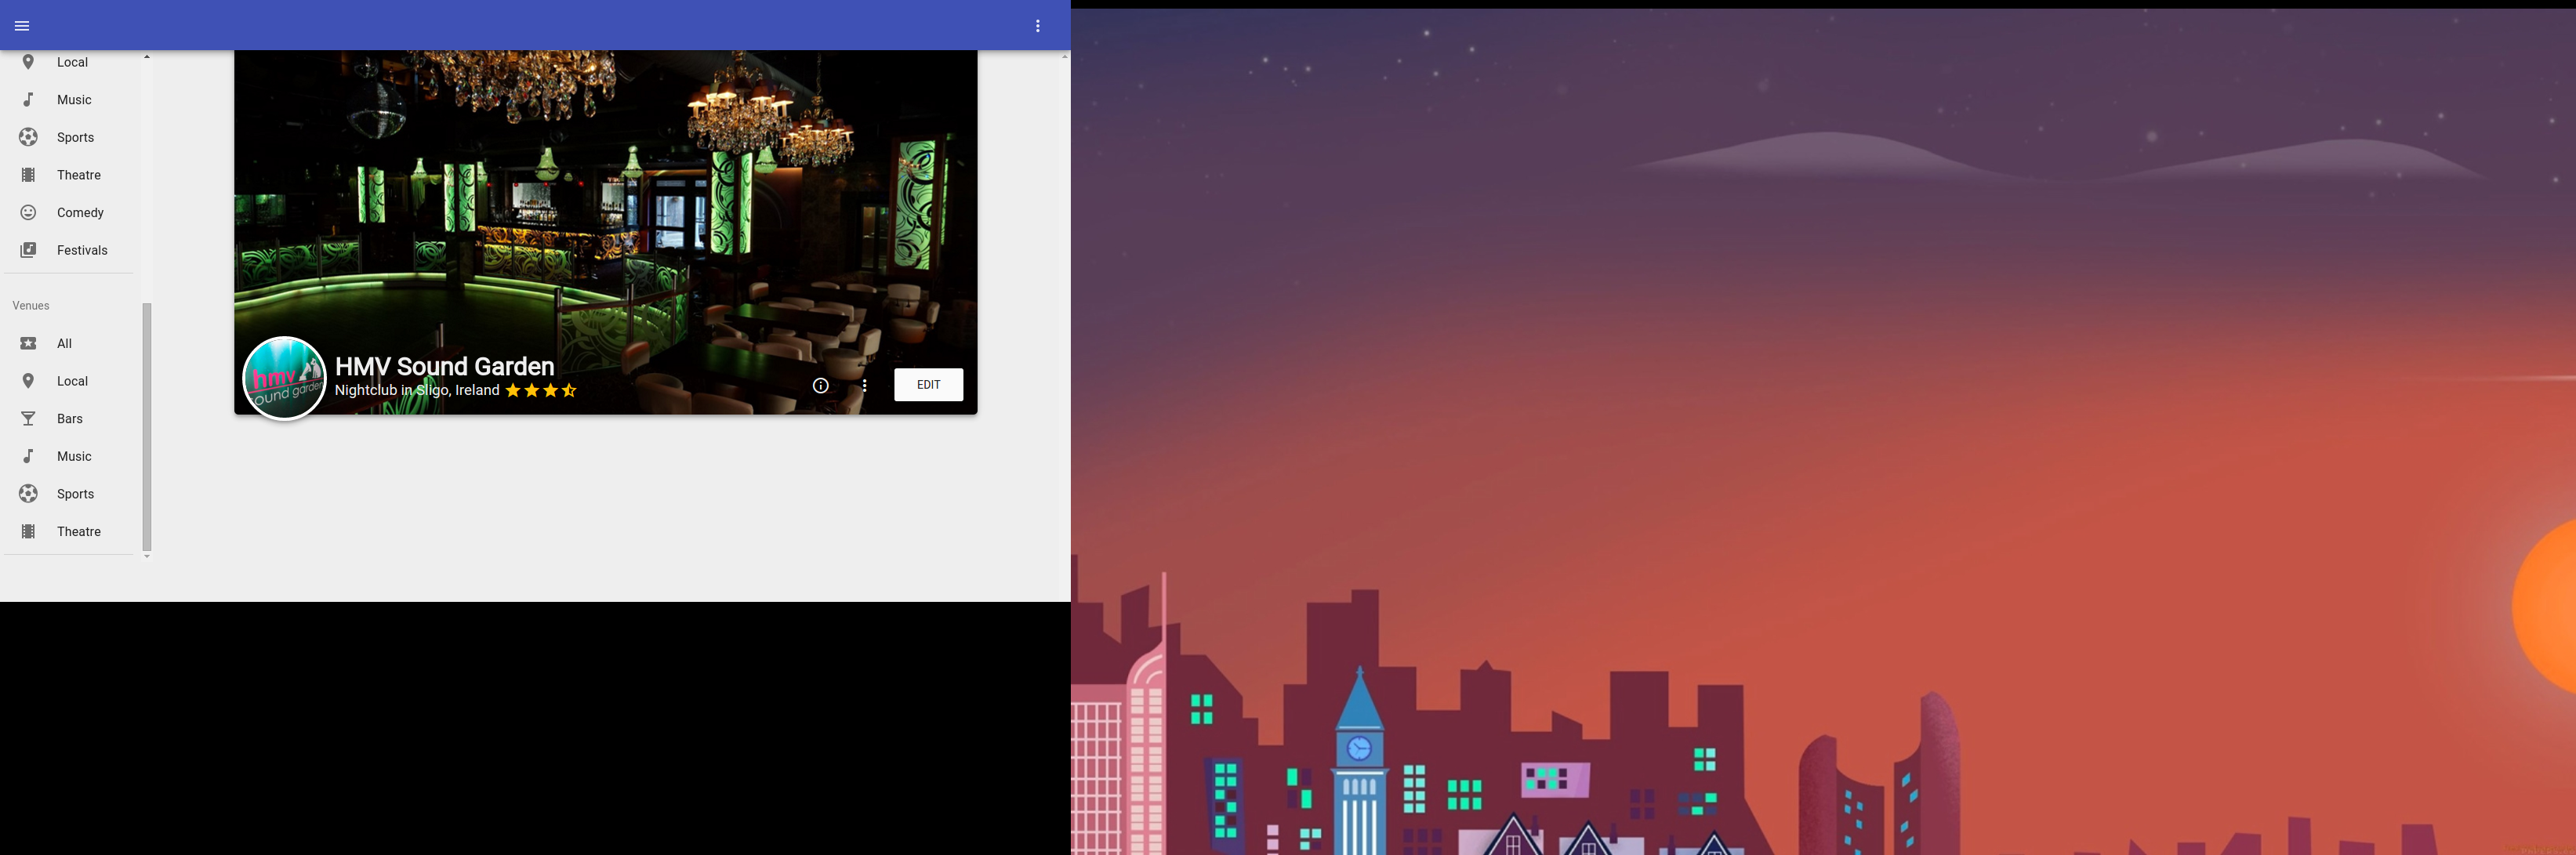 Local
Music
Sports
Theatre
Comedy
Festivals
Venues
All
Local
Bars
Music
Sports
Theatre
hmv
sound garden
HMV Sound Garden
Nightclub in Sligo, Ireland
EDIT